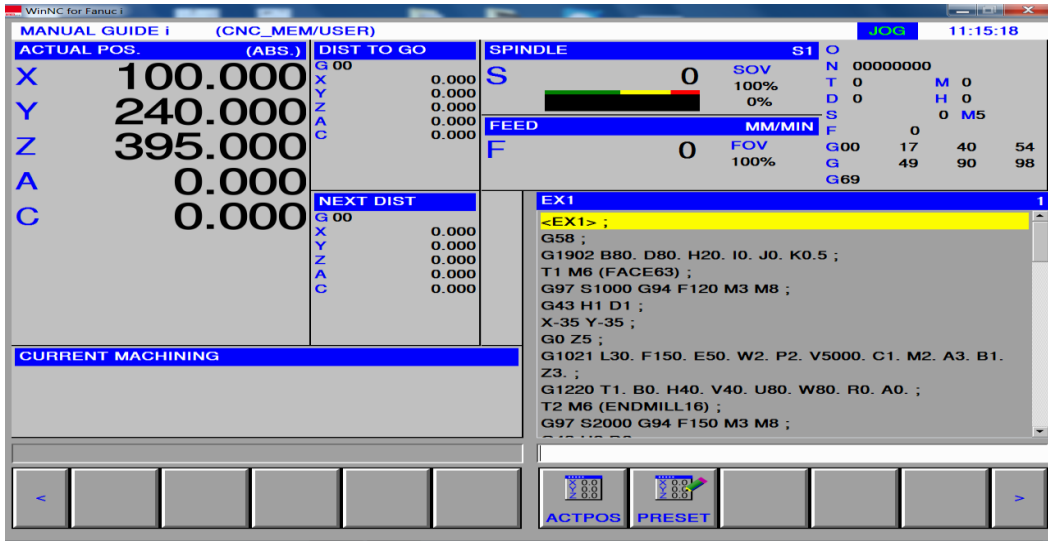 WinNC for Fanuc i
MANUAL GUIDE i (CNC_MEM/USER) JOG 11:15:18
ACTUAL POS. (ABS.)
X 100.000
Y 240.000
Z 395.000
A 0.000
C 0.000
DIST TO GO
G 00
X 0.000
Y 0.000
Z 0.000
A 0.000
C 0.000
NEXT DIST
G 00
X 0.000
Y 0.000
Z 0.000
A 0.000
C 0.000
SPINDLE S1
S 0 SOV
100%
0%
FEED MM/MIN
F 0 FOV
100%
O
N 00000000
T 0 M 0
D 0 H 0
S 0 M5
F 0
G00 17 40 54
G 49 90 98
G69
CURRENT MACHINING
EX1 1
<EX1> ;
G58 ;
G1902 B80. D80. H20. I0. J0. K0.5 ;
T1 M6 (FACE63) ;
G97 S1000 G94 F120 M3 M8 ;
G43 H1 D1 ;
X-35 Y-35 ;
G0 Z5 ;
G1021 L30. F150. E50. W2. P2. V5000. C1. M2. A3. B1.
Z3. ;
G1220 T1. B0. H40. V40. U80. W80. R0. A0. ;
T2 M6 (ENDMILL16) ;
G97 S2000 G94 F150 M3 M8 ;
< ACTPOS PRESET >